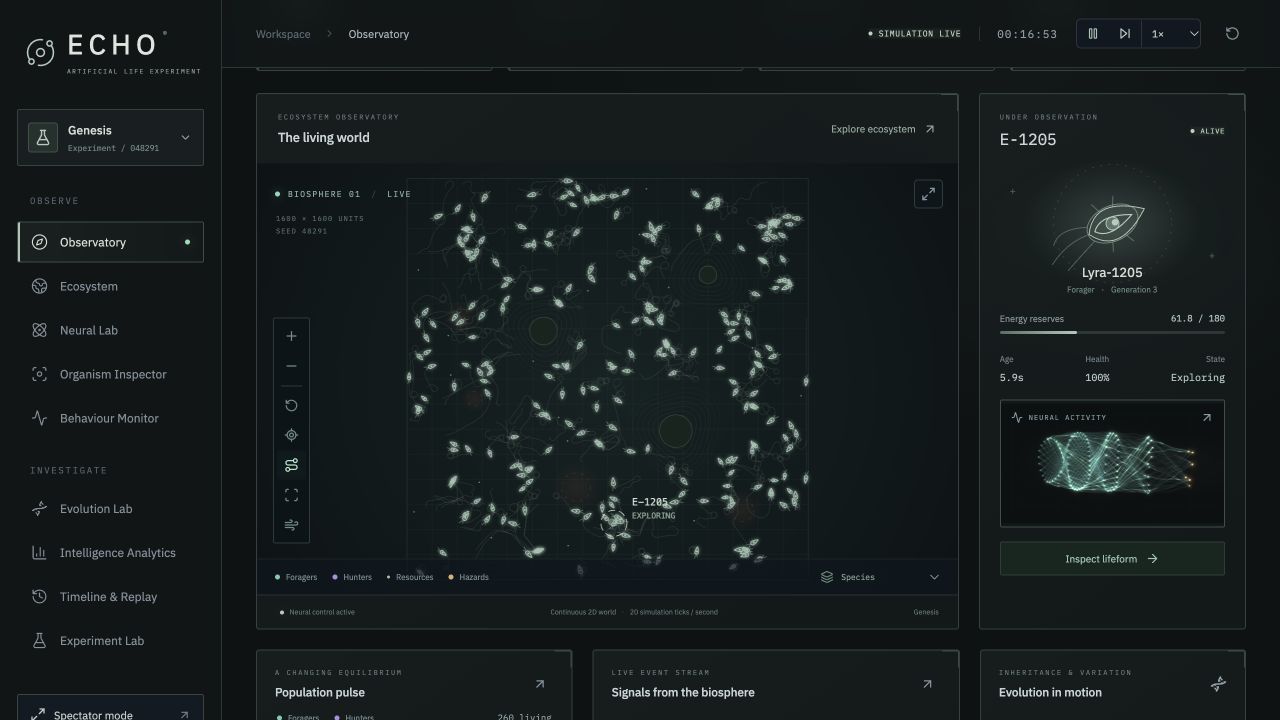 ECHO
ARTIFICIAL LIFE EXPERIMENT
Genesis
Experiment / 048291
OBSERVE
Observatory
Ecosystem
Neural Lab
Organism Inspector
Behaviour Monitor
INVESTIGATE
Evolution Lab
Intelligence Analytics
Timeline & Replay
Experiment Lab
Spectator mode
Workspace
Observatory
SIMULATION LIVE
00:16:53
1×
ECOSYSTEM OBSERVATORY
The living world
Explore ecosystem
BIOSPHERE 01 / LIVE
1600 × 1600 UNITS
SEED 48291
E-1205
EXPLORING
Foragers
Hunters
Resources
Hazards
Species
Neural control active
Continuous 2D world · 20 simulation ticks / second
Genesis
UNDER OBSERVATION
E-1205
ALIVE
Lyra-1205
Forager · Generation 3
Energy reserves 61.8 / 180
Age Health State
5.9s 100% Exploring
NEURAL ACTIVITY
Inspect lifeform
A CHANGING EQUILIBRIUM
Population pulse
Foragers Hunters 260 living
LIVE EVENT STREAM
Signals from the biosphere
INHERITANCE & VARIATION
Evolution in motion